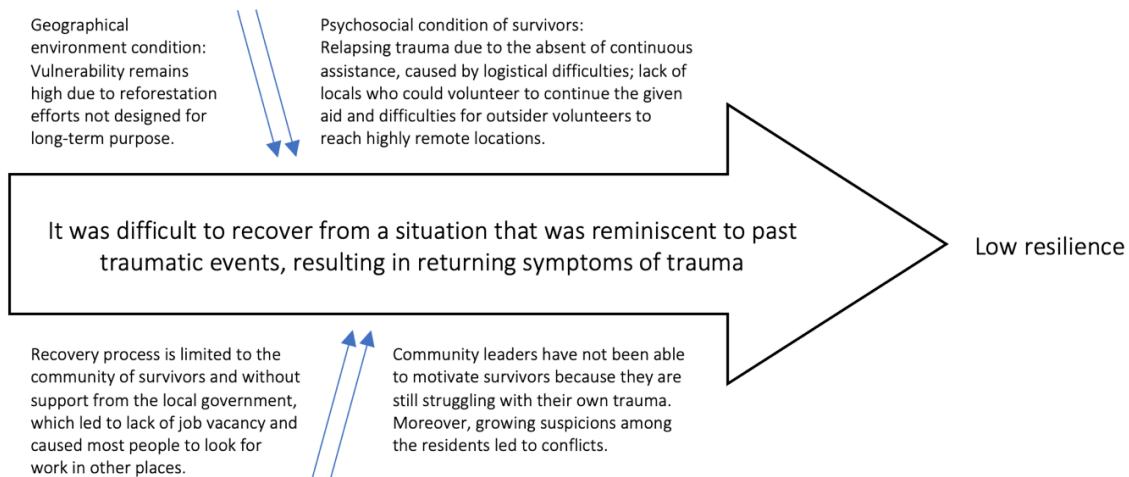 Geographical
environment condition:
Vulnerability remains
high due to reforestation
efforts not designed for
long-term purpose.
Psychosocial condition of survivors:
Relapsing trauma due to the absent of continuous
assistance, caused by logistical difficulties; lack of
locals who could volunteer to continue the given
aid and difficulties for outsider volunteers to
reach highly remote locations.
It was difficult to recover from a situation that was reminiscent to past
traumatic events, resulting in returning symptoms of trauma
Low resilience
Recovery process is limited to the
community of survivors and without
support from the local government,
which led to lack of job vacancy and
caused most people to look for
work in other places.
Community leaders have not been able
to motivate survivors because they are
still struggling with their own trauma.
Moreover, growing suspicions among
the residents led to conflicts.